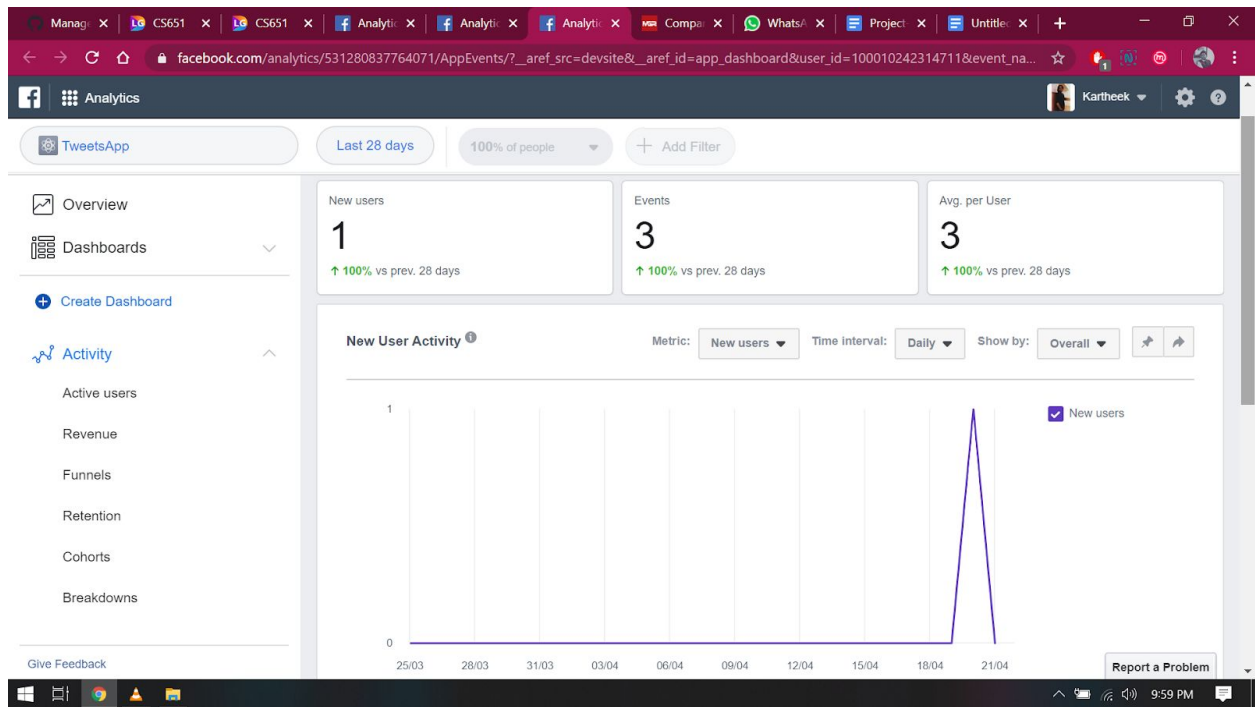 Manag CS651 CS651 Analytic Analytic Analytic Compar WhatsA Project- Untitled
facebook.com/analytics/531280837764071/AppEvents/?__aref_src=devsite&__aref_id=app_dashboard&user_id=100010242314711&event_na... 1
Analytics Kartheek
TweetsApp Last 28 days 100% of people Add Filter
Overview
Dashboards
Create Dashboard
Activity
Active users
Revenue
Funnels
Retention
Cohorts
Breakdowns
Give Feedback
New users Events Avg. per User
1 3 3
100% vs prev. 28 days 100% vs prev. 28 days 100% vs prev. 28 days
New User Activity Metric: New users Time interval: Daily Show by: Overall
1
New users
0
25/03 28/03 31/03 03/04 06/04 09/04 12/04 15/04 18/04 21/04
Report a Problem
9:59 PM